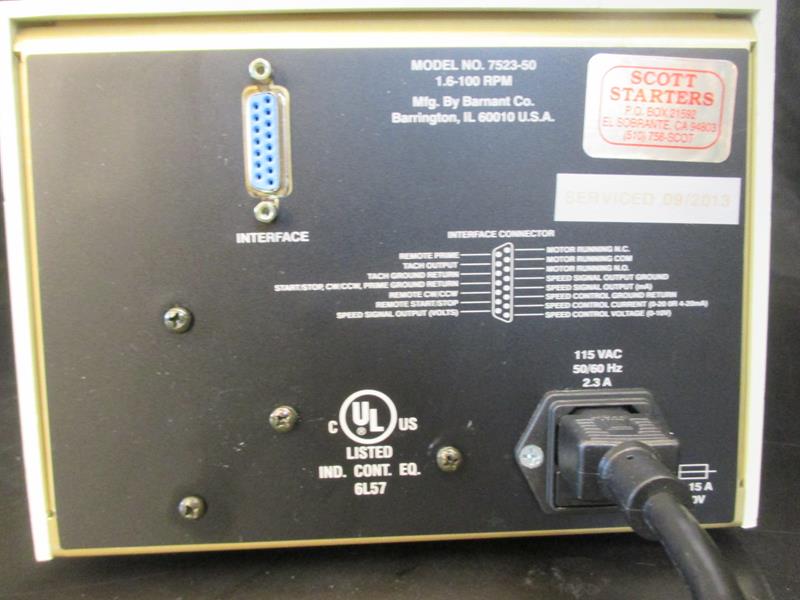 MODEL NO. 7523-50
1.6-100 RPM
Mfg. By Barnant Co.
Barrington, IL 60010 U.S.A.
SCOTT
STARTERS
P.O. BOX 21592
EL SOBRANTE, CA 94803
(510) 758-SCOT
SERVICED 09/2013
INTERFACE
INTERFACE CONNECTOR
REMOTE PRIME
TACH OUTPUT
TACH GROUND RETURN
START/STOP, CW/CCW, PRIME GROUND RETURN
REMOTE CW/CCW
REMOTE START/STOP
SPEED SIGNAL OUTPUT (VOLTS)
MOTOR RUNNING N.C.
MOTOR RUNNING COM
MOTOR RUNNING N.O.
SPEED SIGNAL OUTPUT GROUND
SPEED SIGNAL OUTPUT (mA)
SPEED CONTROL GROUND RETURN
SPEED CONTROL CURRENT (0-20 OR 4-20mA)
SPEED CONTROL VOLTAGE (0-10V)
115 VAC
50/60 Hz
2.3 A
C UL ® US
LISTED
IND. CONT. EQ.
6L57
15 A
0V